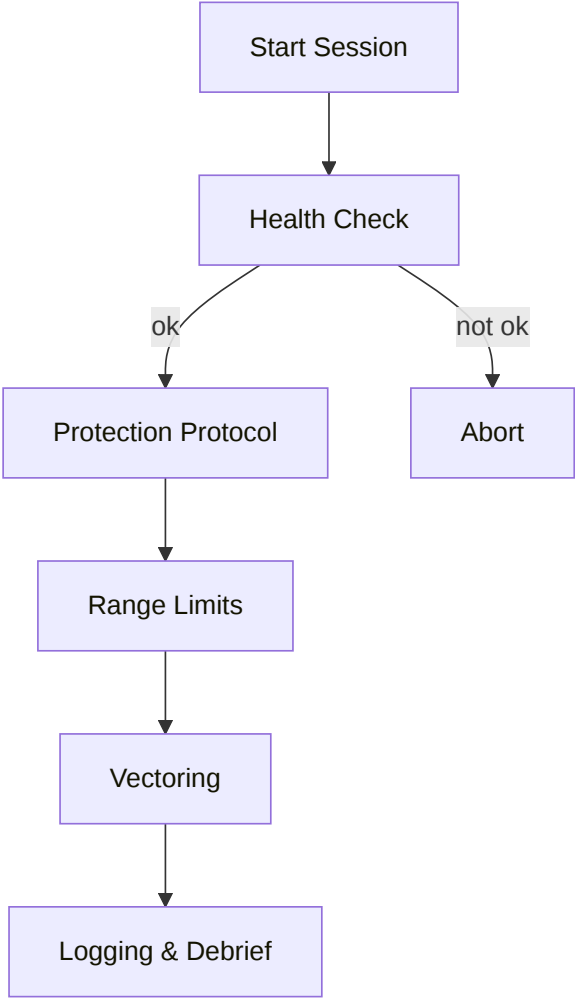 Start Session
Health Check
ok
not ok
Protection Protocol
Abort
Range Limits
Vectoring
Logging & Debrief